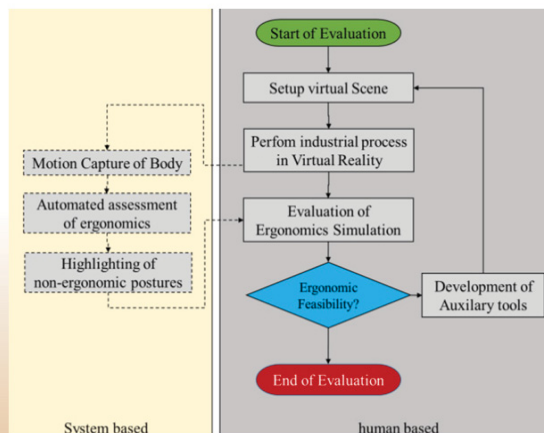 Start of Evaluation
Setup virtual Scene
Perfom industrial process
in Virtual Reality
Motion Capture of Body
Automated assessment
of ergonomics
Highlighting of
non-ergonomic postures
Evaluation of
Ergonomics Simulation
Ergonomic
Feasibility?
Development of
Auxilary tools
End of Evaluation
System based
human based